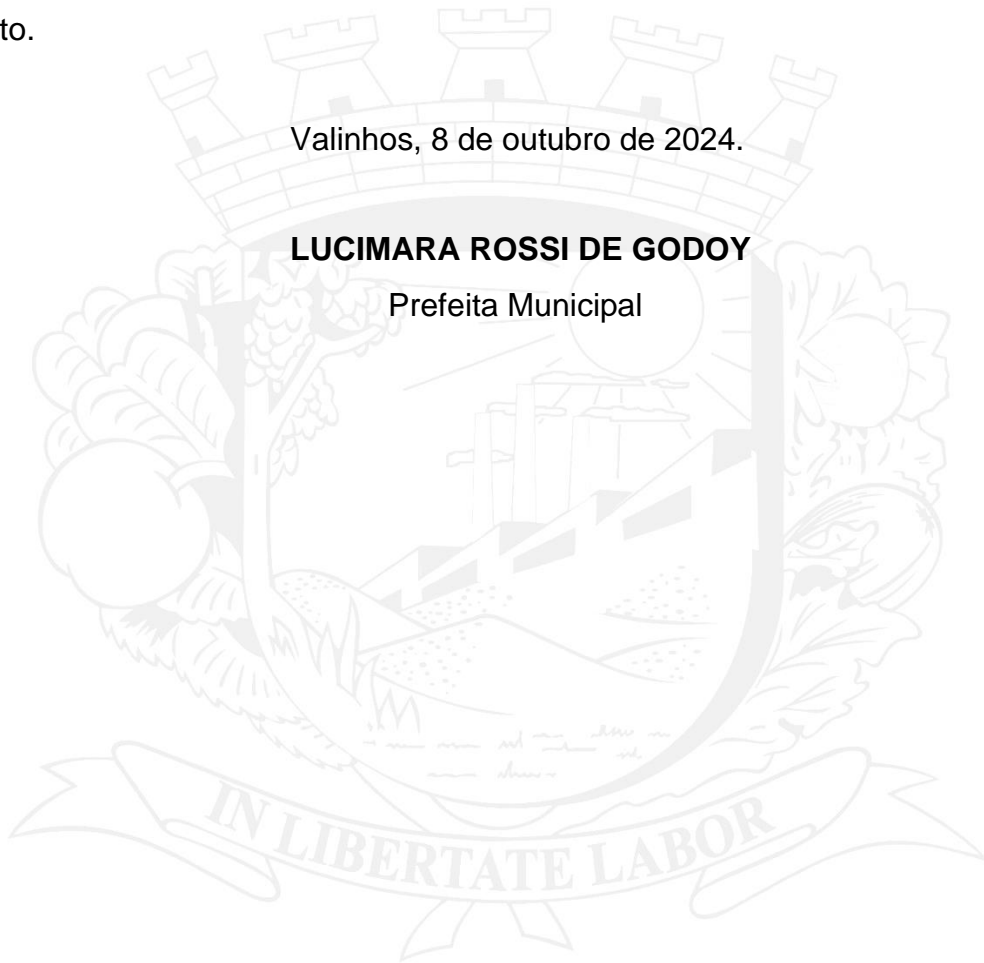 to.
Valinhos, 8 de outubro de 2024.
LUCIMARA ROSSI DE GODOY
Prefeita Municipal
IN LIBERTATE LABOR